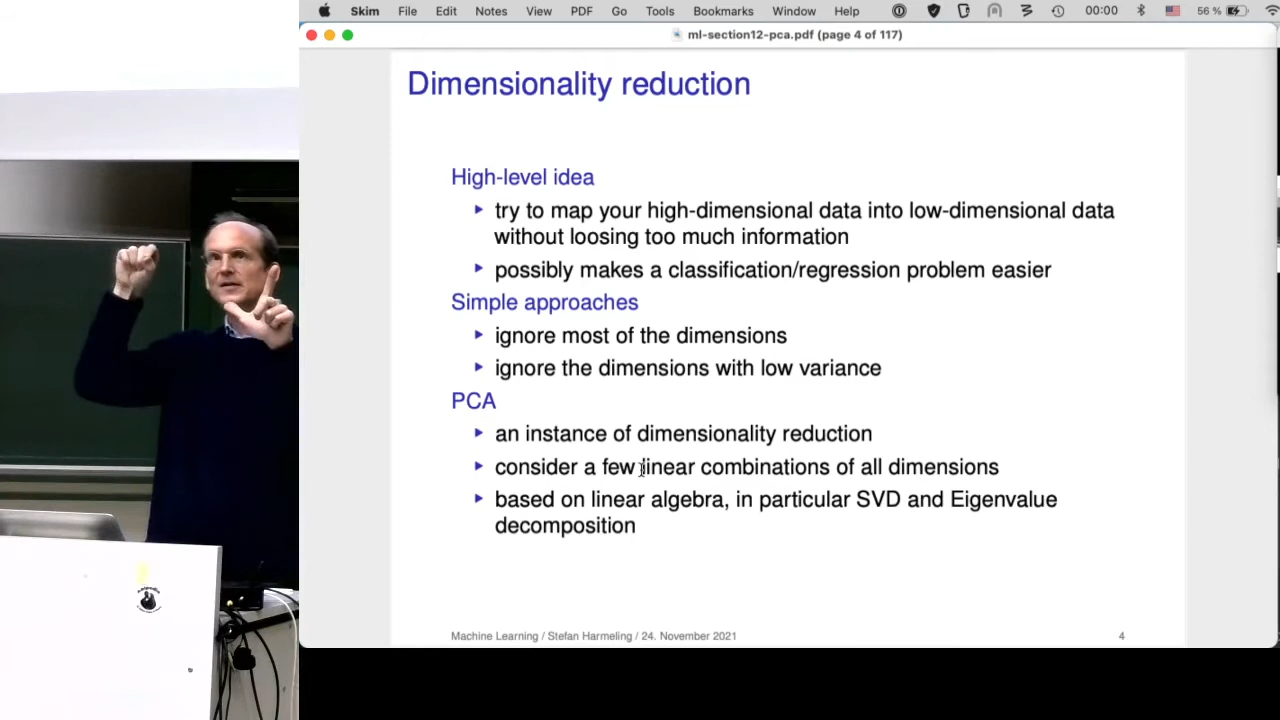 Skim File Edit Notes View PDF Go Tools Bookmarks Window Help 00:00 56 %
ml-section12-pca.pdf (page 4 of 117)
Dimensionality reduction
High-level idea
try to map your high-dimensional data into low-dimensional data
without loosing too much information
possibly makes a classification/regression problem easier
Simple approaches
ignore most of the dimensions
ignore the dimensions with low variance
PCA
an instance of dimensionality reduction
consider a few linear combinations of all dimensions
based on linear algebra, in particular SVD and Eigenvalue
decomposition
Machine Learning / Stefan Harmeling / 24. November 2021 4